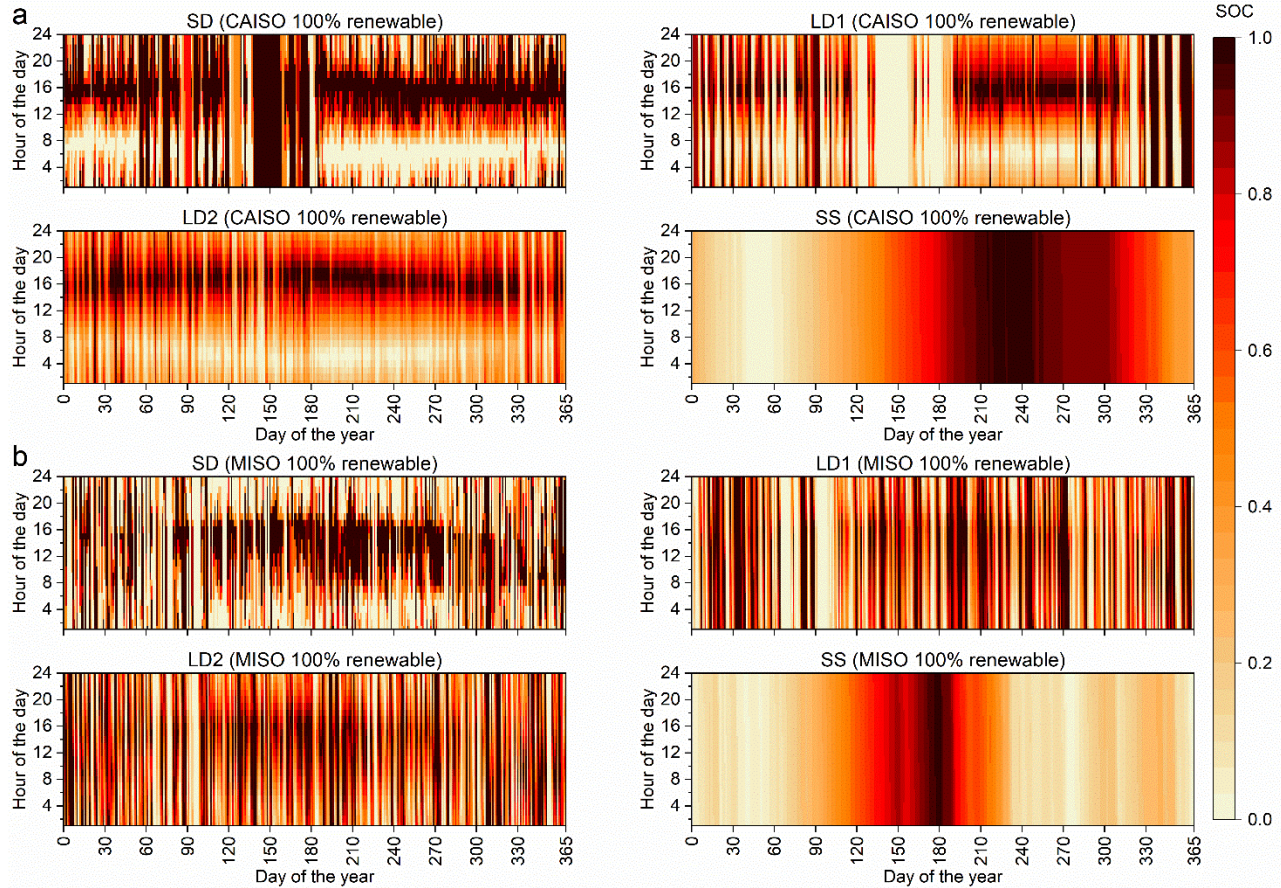 a
SD (CAISO 100% renewable)
LD1 (CAISO 100% renewable)
SOC
24
20
16
12
8
4
Hour of the day
24
20
16
12
8
4
Hour of the day
1.0
0.8
0.6
0.4
0.2
0.0
LD2 (CAISO 100% renewable)
SS (CAISO 100% renewable)
24
20
16
12
8
4
Hour of the day
24
20
16
12
8
4
Hour of the day
0 30 60 90 120 150 180 210 240 270 300 330 365
0 30 60 90 120 150 180 210 240 270 300 330 365
Day of the year
Day of the year
b
SD (MISO 100% renewable)
LD1 (MISO 100% renewable)
24
20
16
12
8
4
Hour of the day
24
20
16
12
8
4
Hour of the day
LD2 (MISO 100% renewable)
SS (MISO 100% renewable)
24
20
16
12
8
4
Hour of the day
24
20
16
12
8
4
Hour of the day
0 30 60 90 120 150 180 210 240 270 300 330 365
0 30 60 90 120 150 180 210 240 270 300 330 365
Day of the year
Day of the year